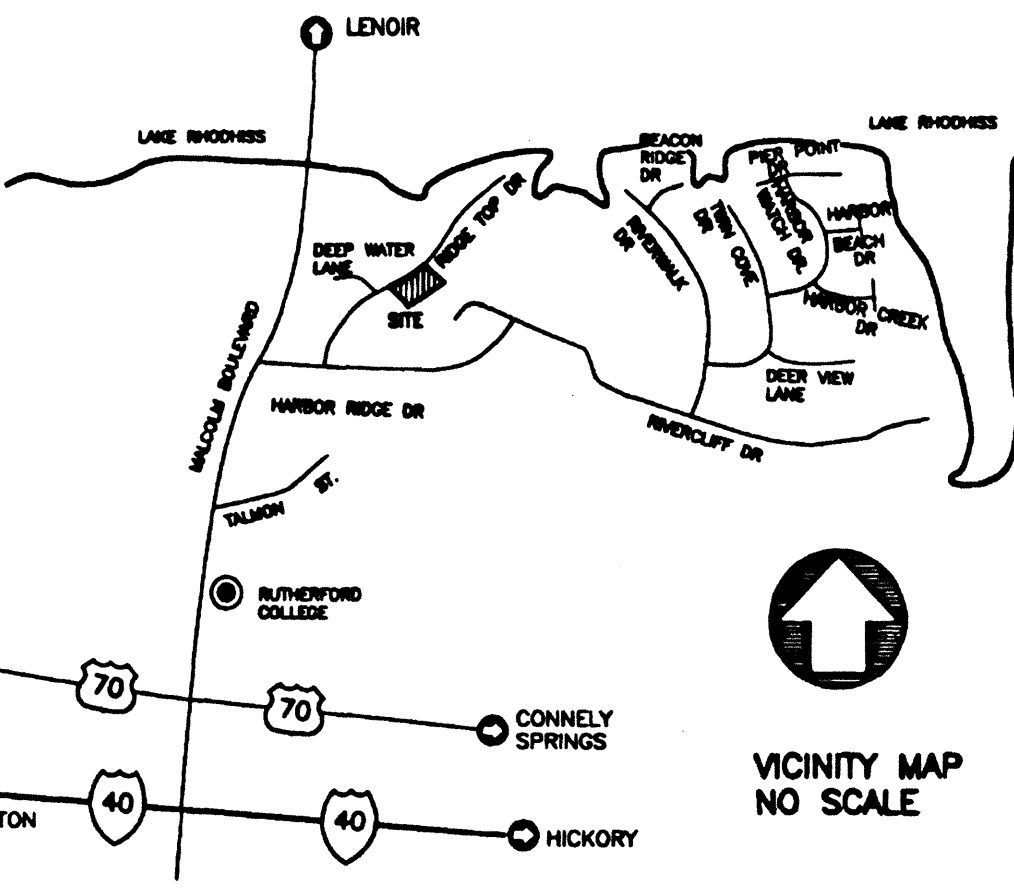 LENOIR
LAKE RHODHISS
LAKE RHODHISS
BEACON
RIDGE
DR
PIER POINT
DR
HARBOR
WATCH DR.
HARBOR
BEACH
DR
TWIN COVE
DR
RIVERWALK
DR
RIDGE TOP DR
DEEP WATER
LANE
SITE
HARBOR CREEK
DR
MALCOLM BOULEVARD
DEER VIEW
LANE
HARBOR RIDGE DR
RIVERCLIFF DR
TALMON ST.
RUTHERFORD
COLLEGE
70
70
CONNELY
SPRINGS
VICINITY MAP
NO SCALE
40
40
TON
HICKORY